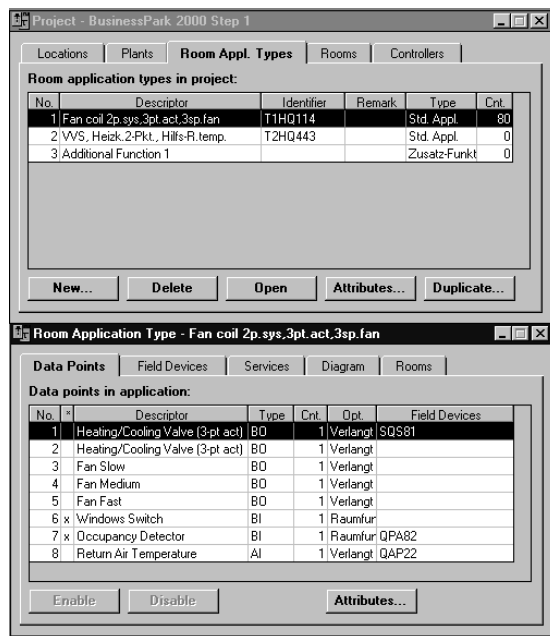 Project - BusinessPark 2000 Step 1
Locations Plants Room Appl. Types Rooms Controllers
Room application types in project:
No. Descriptor Identifier Remark Type Cnt.
1 Fan coil 2p.sys,3pt.act,3sp.fan T1HQ114 Std. Appl. 80
2 VVS, Heizk.2-Pkt., Hilfs-R.temp. T2HQ443 Std. Appl. 0
3 Additional Function 1 Zusatz-Funkt 0
New... Delete Open Attributes... Duplicate...
Room Application Type - Fan coil 2p.sys,3pt.act,3sp.fan
Data Points Field Devices Services Diagram Rooms
Data points in application:
No. * Descriptor Type Cnt. Opt. Field Devices
1 Heating/Cooling Valve (3-pt act) BO 1 Verlangt SQS81
2 Heating/Cooling Valve (3-pt act) BO 1 Verlangt
3 Fan Slow BO 1 Verlangt
4 Fan Medium BO 1 Verlangt
5 Fan Fast BO 1 Verlangt
6 x Windows Switch BI 1 Raumfur
7 x Occupancy Detector BI 1 Raumfur QPA82
8 Return Air Temperature AI 1 Verlangt QAP22
Enable Disable Attributes...